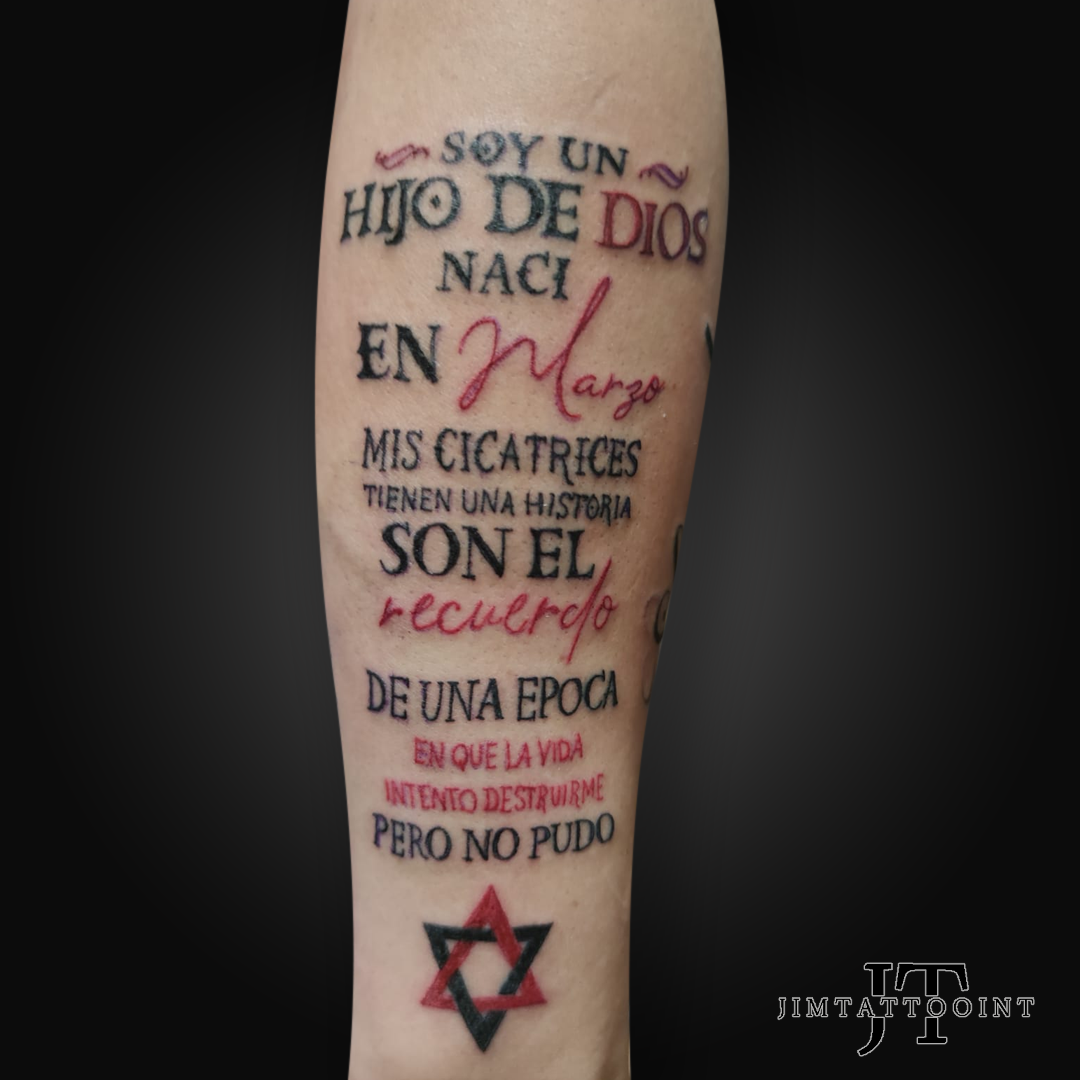 SOY UN
HIJO DE DIOS
NACI
EN Marzo
MIS CICATRICES
TIENEN UNA HISTORIA
SON EL
recuerdo
DE UNA EPOCA
EN QUE LA VIDA
INTENTO DESTRUIRME
PERO NO PUDO
JT
JIMTATTOOINT